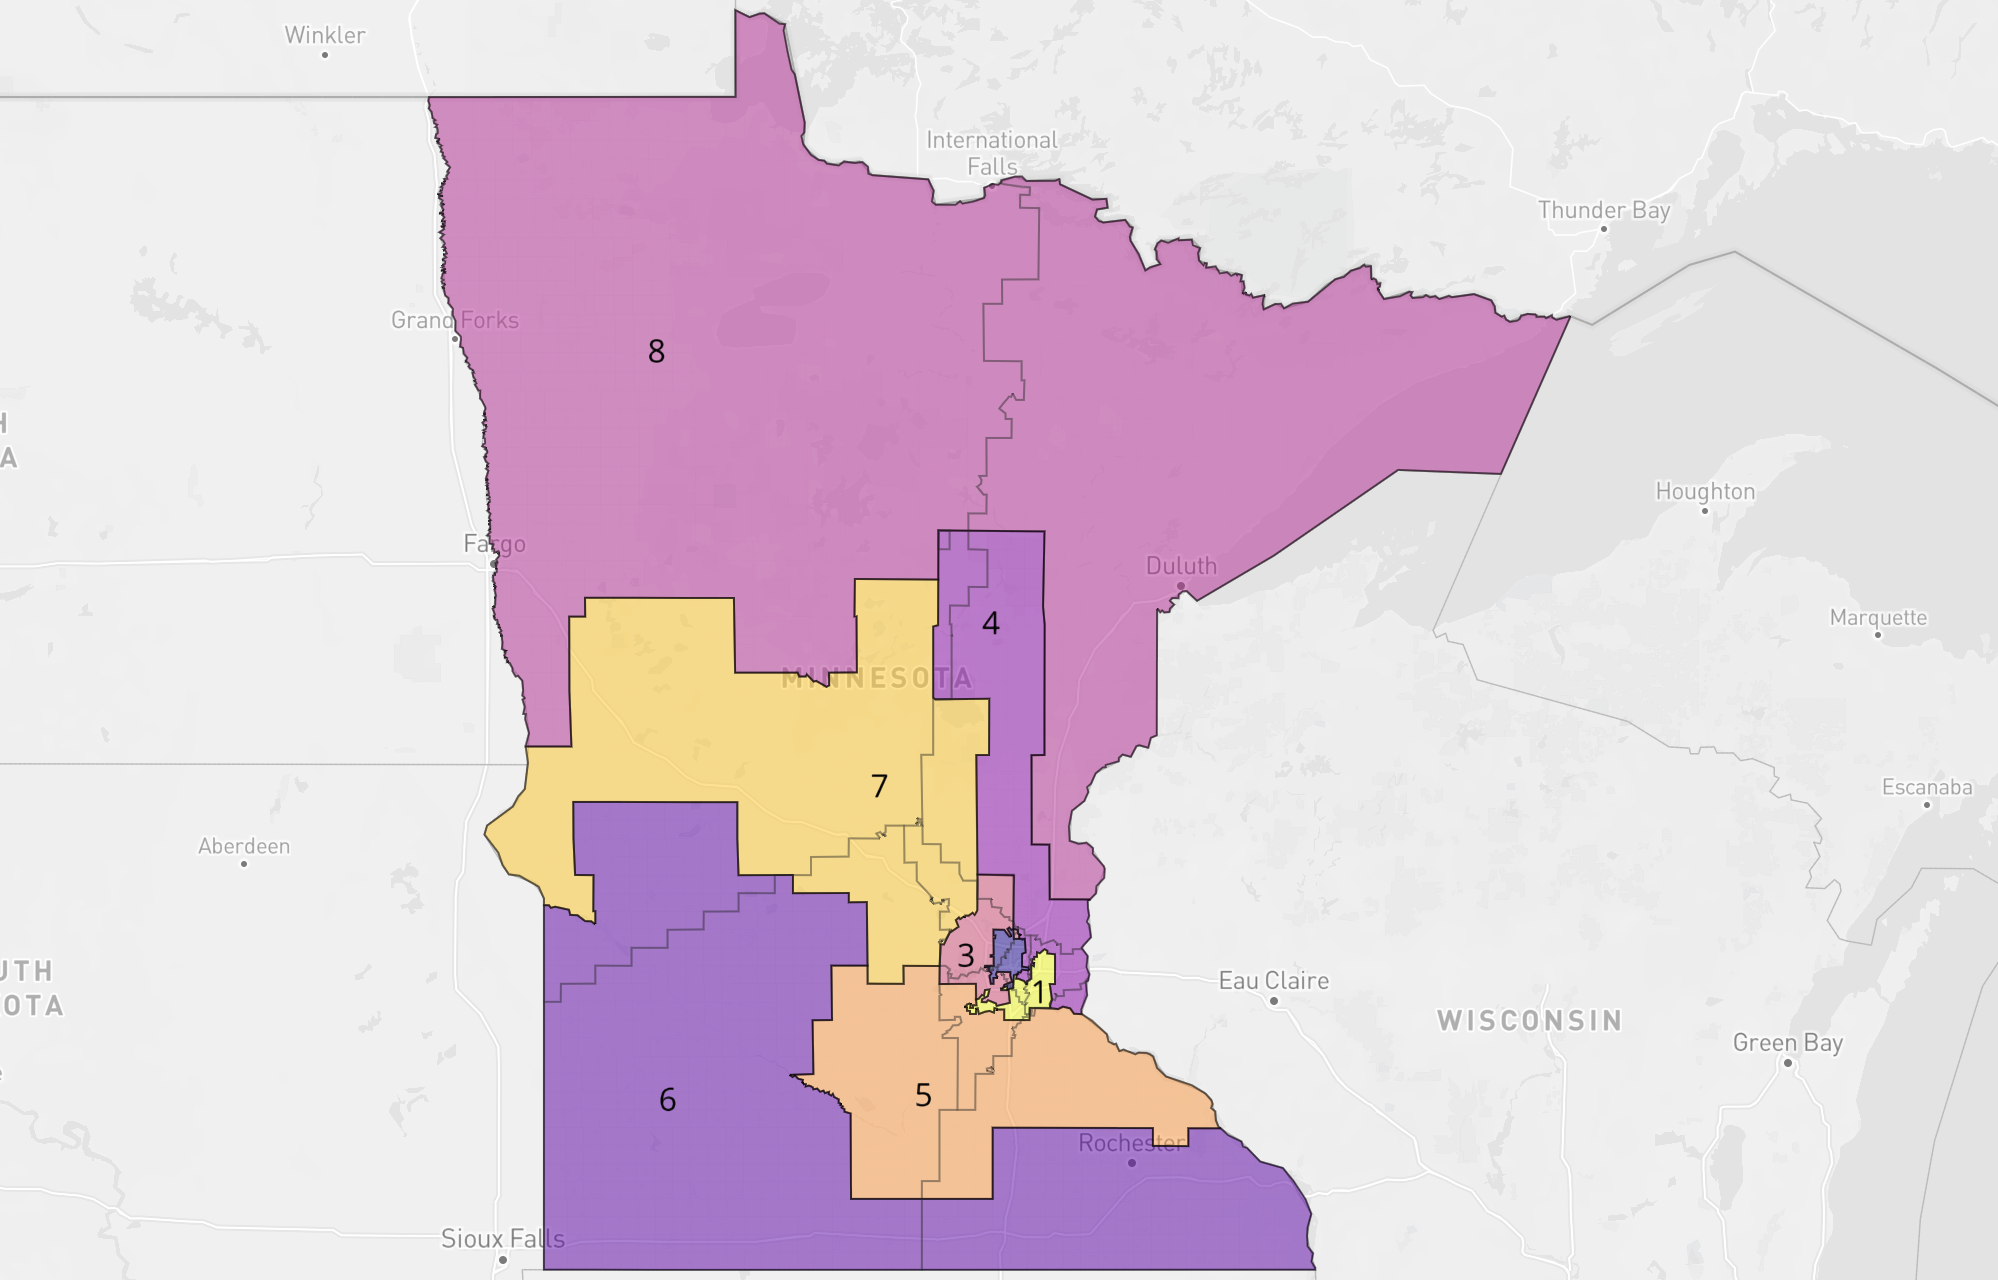 Winkler
International
Falls
Thunder Bay
Grand Forks
8
H
A
Houghton
Fargo
Duluth
4
Marquette
MINNESOTA
7
Escanaba
Aberdeen
3
UTH
OTA
1
Eau Claire
WISCONSIN
Green Bay
6
5
Rochester
Sioux Falls